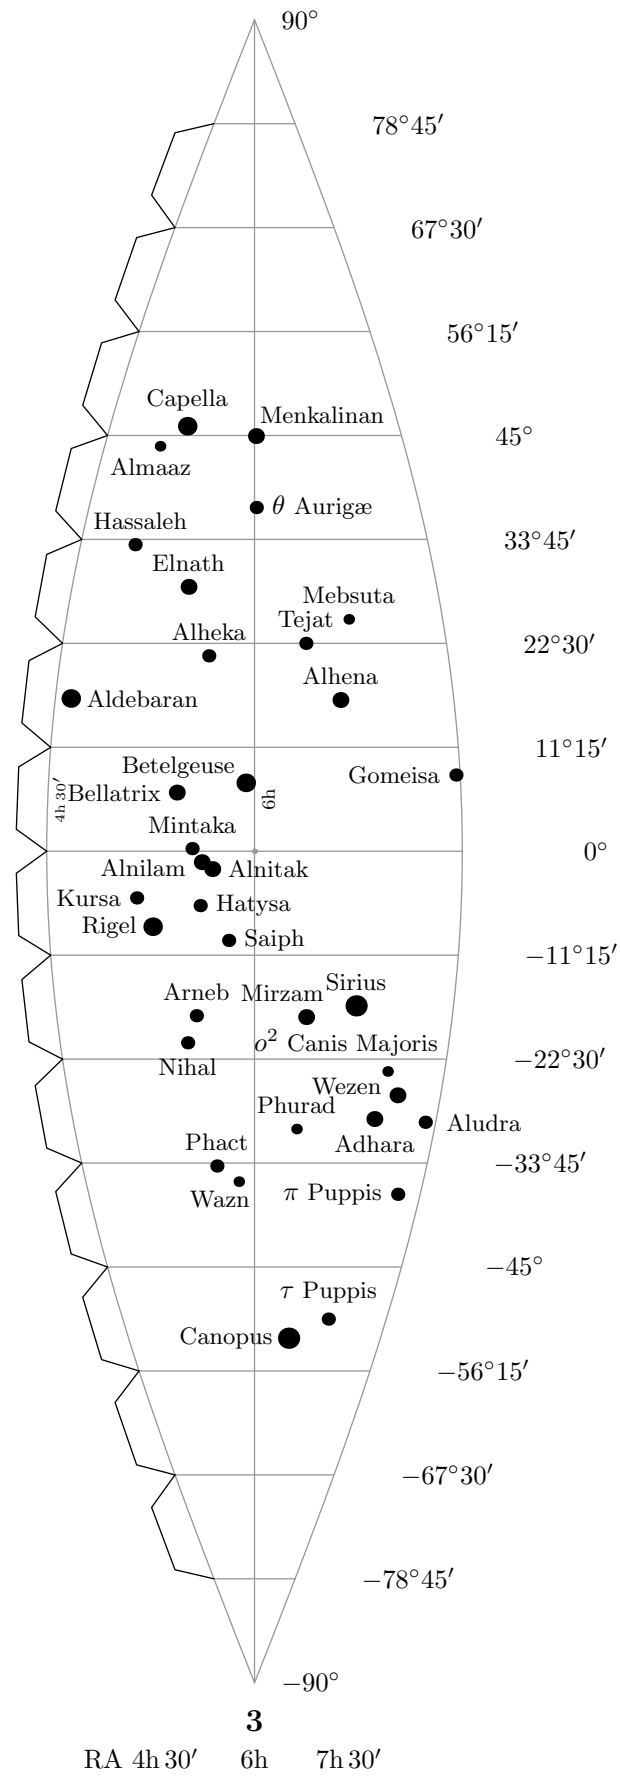 90°
78°45′
67°30′
56°15′
Capella
Menkalinan
45°
Almaaz
θ Aurigæ
Hassaleh
33°45′
Elnath
Mebsuta
Tejat
Alheka
22°30′
Alhena
Aldebaran
11°15′
Betelgeuse
Gomeisa
4h 30′
Bellatrix
6h
Mintaka
0°
Alnilam
Alnitak
Kursa
Hatysa
Rigel
Saiph
−11°15′
Sirius
Arneb
Mirzam
ο² Canis Majoris
−22°30′
Nihal
Wezen
Phurad
Aludra
Adhara
Phact
−33°45′
Wazn
π Puppis
−45°
τ Puppis
Canopus
−56°15′
−67°30′
−78°45′
−90°
3
RA 4h 30′ 6h 7h 30′